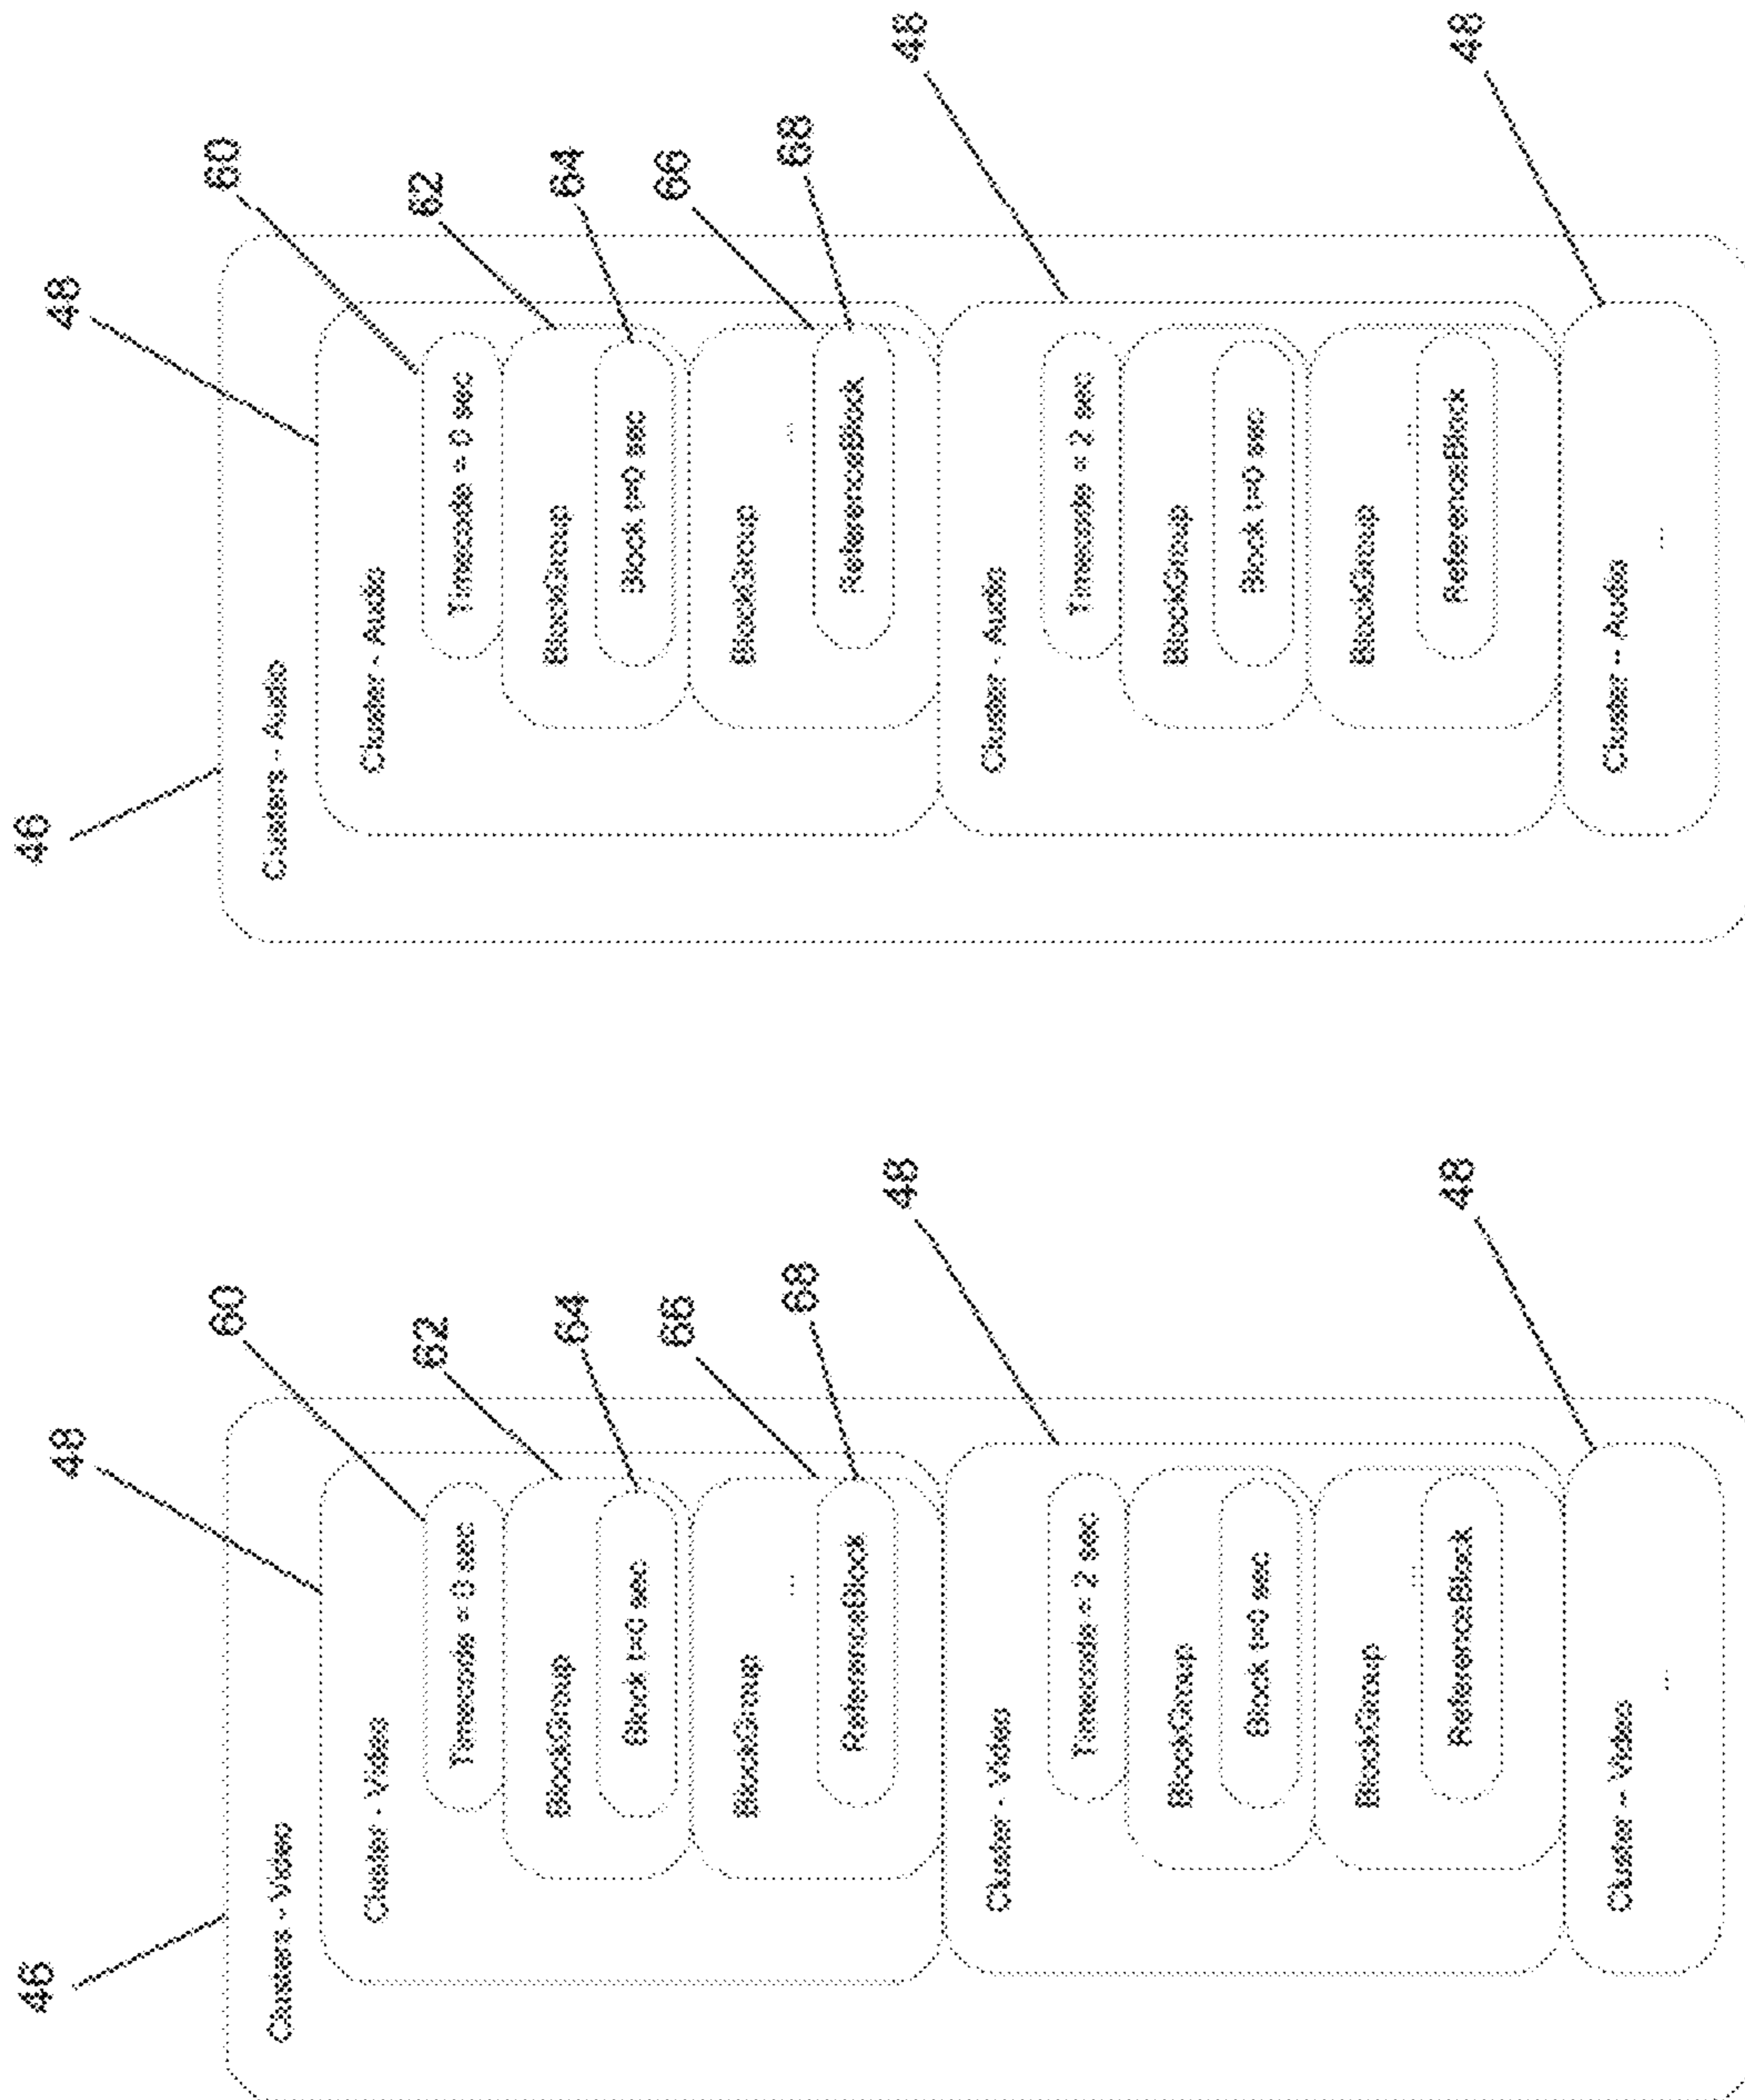 46
Clusters - Video
48
Cluster - Video
60
Timecode = 0 sec
62
BlockGroup
64
Block t=0 sec
66
BlockGroup
...
68
ReferenceBlock
48
Cluster - Video
Timecode = 2 sec
BlockGroup
Block t=0 sec
BlockGroup
...
ReferenceBlock
48
Cluster - Video
...
46
Clusters - Audio
48
Cluster - Audio
60
Timecode = 0 sec
62
BlockGroup
64
Block t=0 sec
66
BlockGroup
...
68
ReferenceBlock
48
Cluster - Audio
Timecode = 2 sec
BlockGroup
Block t=0 sec
BlockGroup
...
ReferenceBlock
48
Cluster - Audio
...